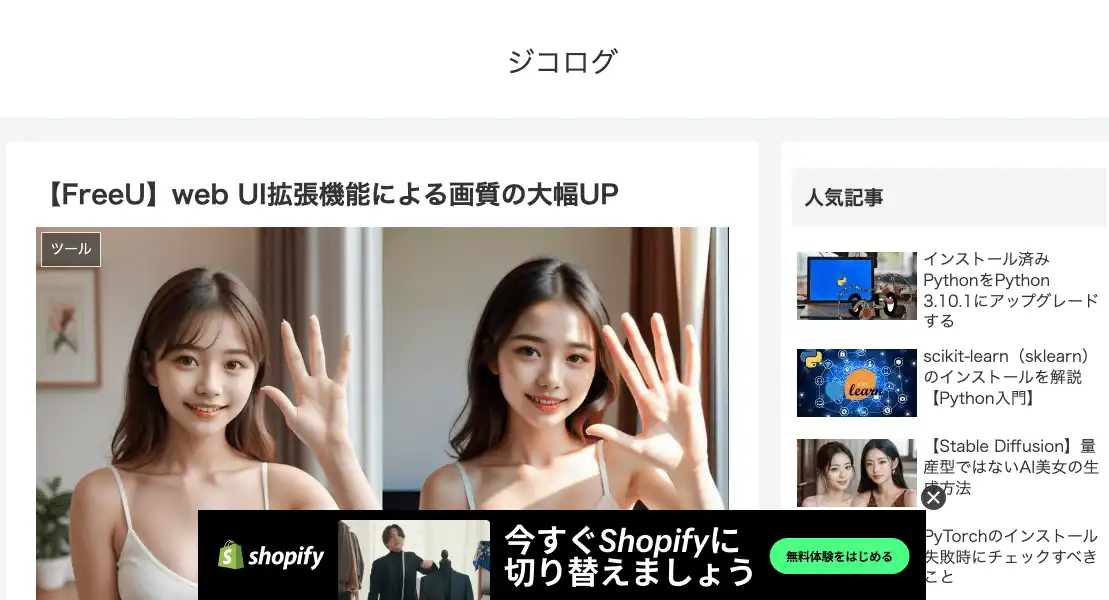 ジコログ
【FreeU】web UI拡張機能による画質の大幅UP
ツール
人気記事
インストール済み
PythonをPython
3.10.1にアップグレード
する
scikit-learn（sklearn）
のインストールを解説
【Python入門】
【Stable Diffusion】量
産型ではないAI美女の生
成方法
PyTorchのインストール
失敗時にチェックすべき
こと
shopify
今すぐShopifyに
切り替えましょう
無料体験をはじめる
learn